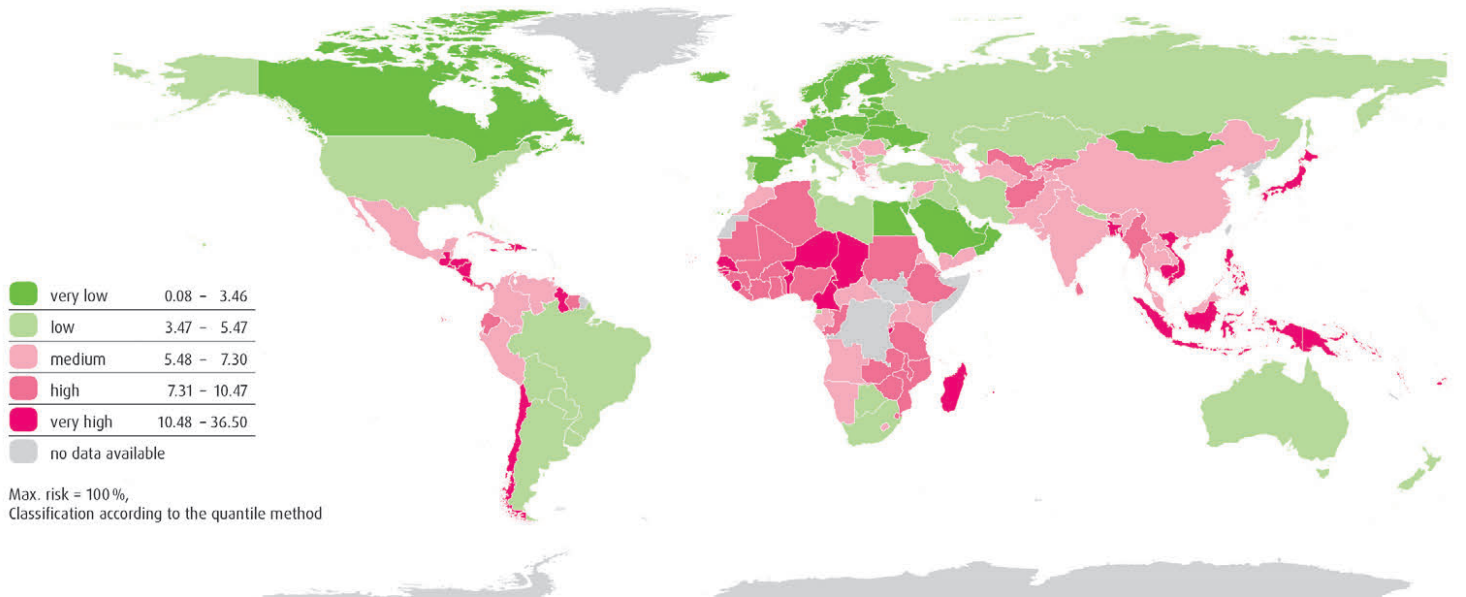 very low 0.08 – 3.46
low 3.47 – 5.47
medium 5.48 – 7.30
high 7.31 – 10.47
very high 10.48 – 36.50
no data available
Max. risk = 100 %,
Classification according to the quantile method